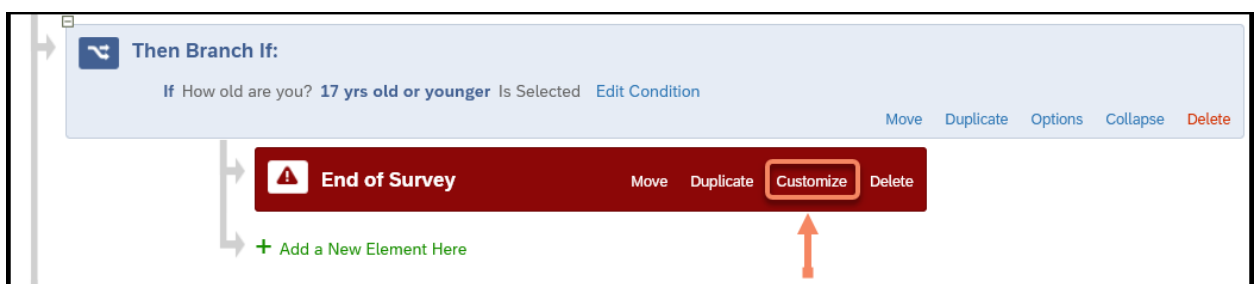 Then Branch If:
If How old are you? 17 yrs old or younger Is Selected Edit Condition
Move Duplicate Options Collapse Delete
End of Survey Move Duplicate Customize Delete
+ Add a New Element Here